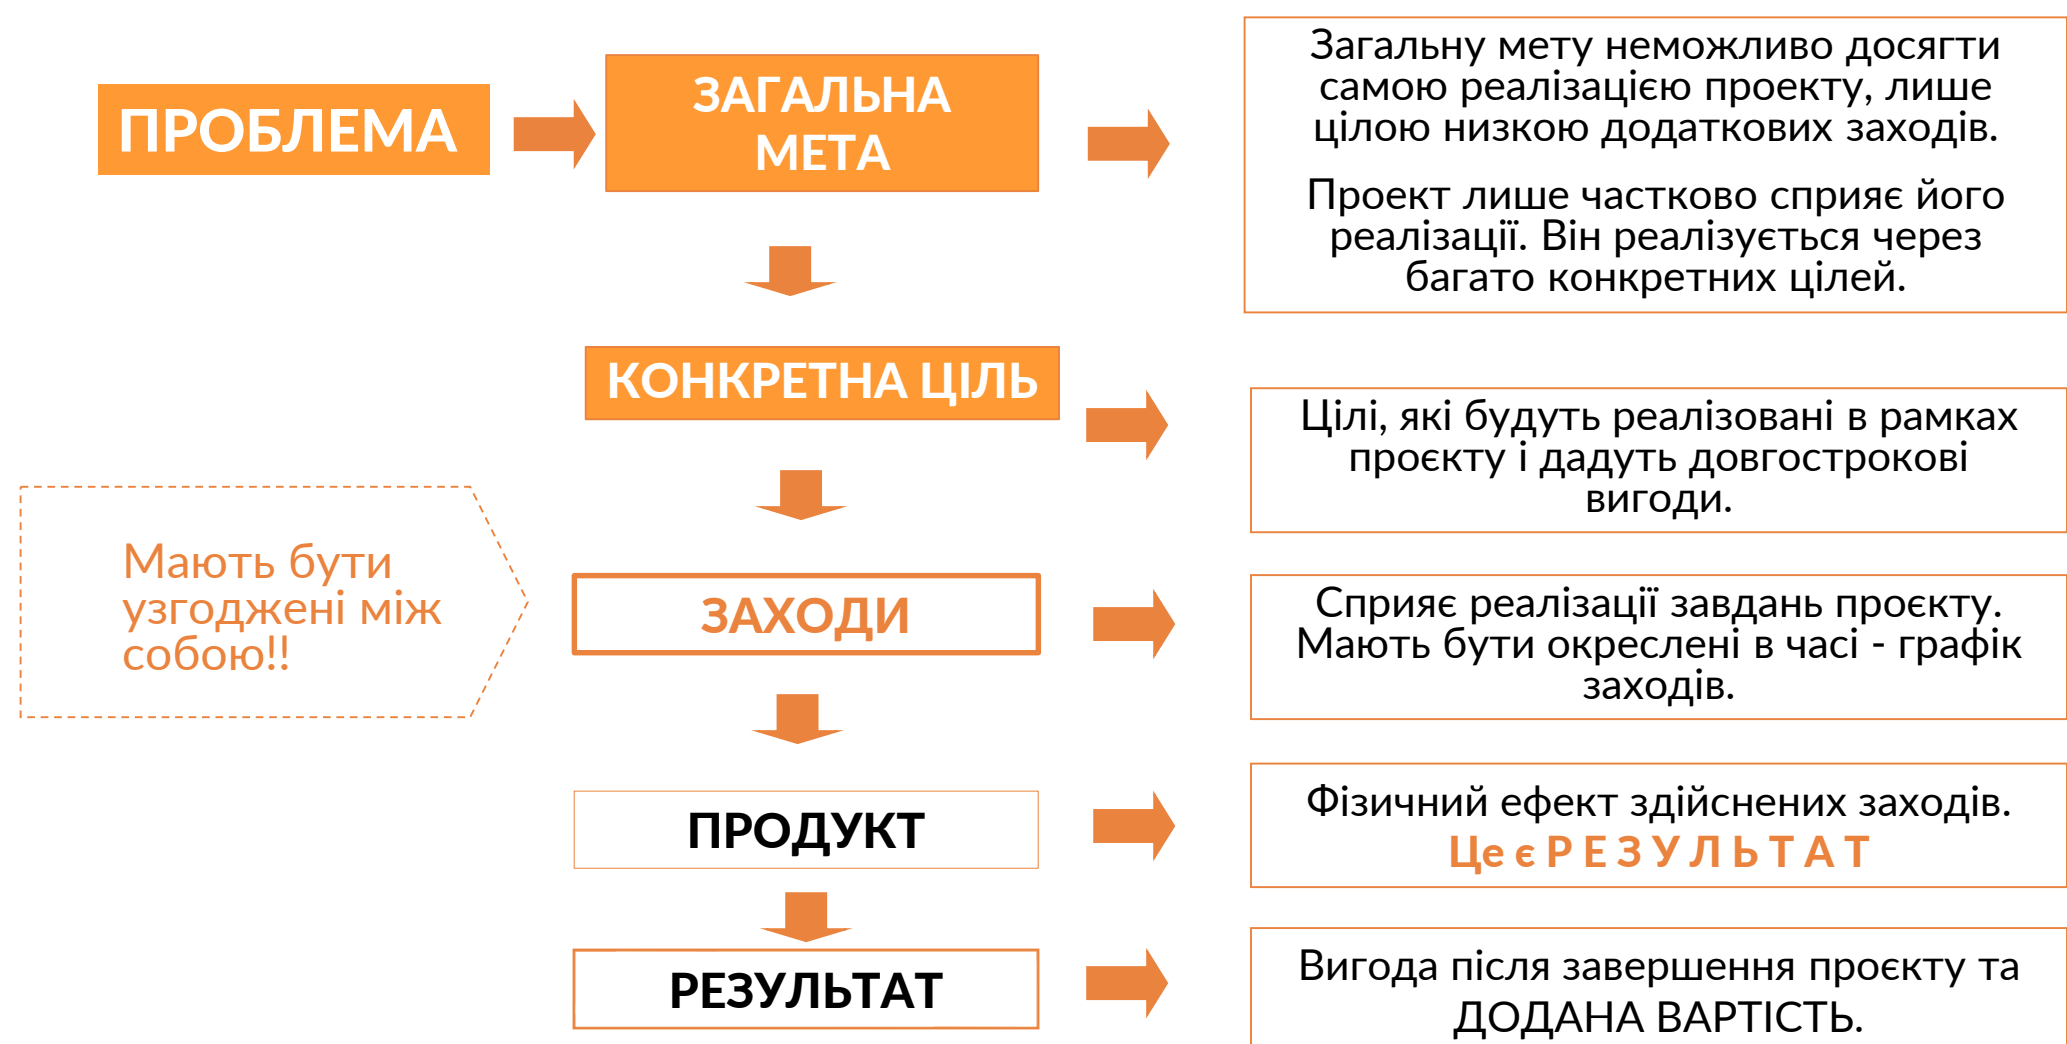 ПРОБЛЕМА
ЗАГАЛЬНА
МЕТА
Загальну мету неможливо досягти
самою реалізацією проекту, лише
цілою низкою додаткових заходів.
Проект лише частково сприяє його
реалізації. Він реалізується через
багато конкретних цілей.
КОНКРЕТНА ЦІЛЬ
Цілі, які будуть реалізовані в рамках
проєкту і дадуть довгострокові
вигоди.
Мають бути
узгоджені між
собою!!
ЗАХОДИ
Сприяє реалізації завдань проєкту.
Мають бути окреслені в часі - графік
заходів.
ПРОДУКТ
Фізичний ефект здійснених заходів.
Це є Р Е З У Л Ь Т А Т
РЕЗУЛЬТАТ
Вигода після завершення проєкту та
ДОДАНА ВАРТІСТЬ.